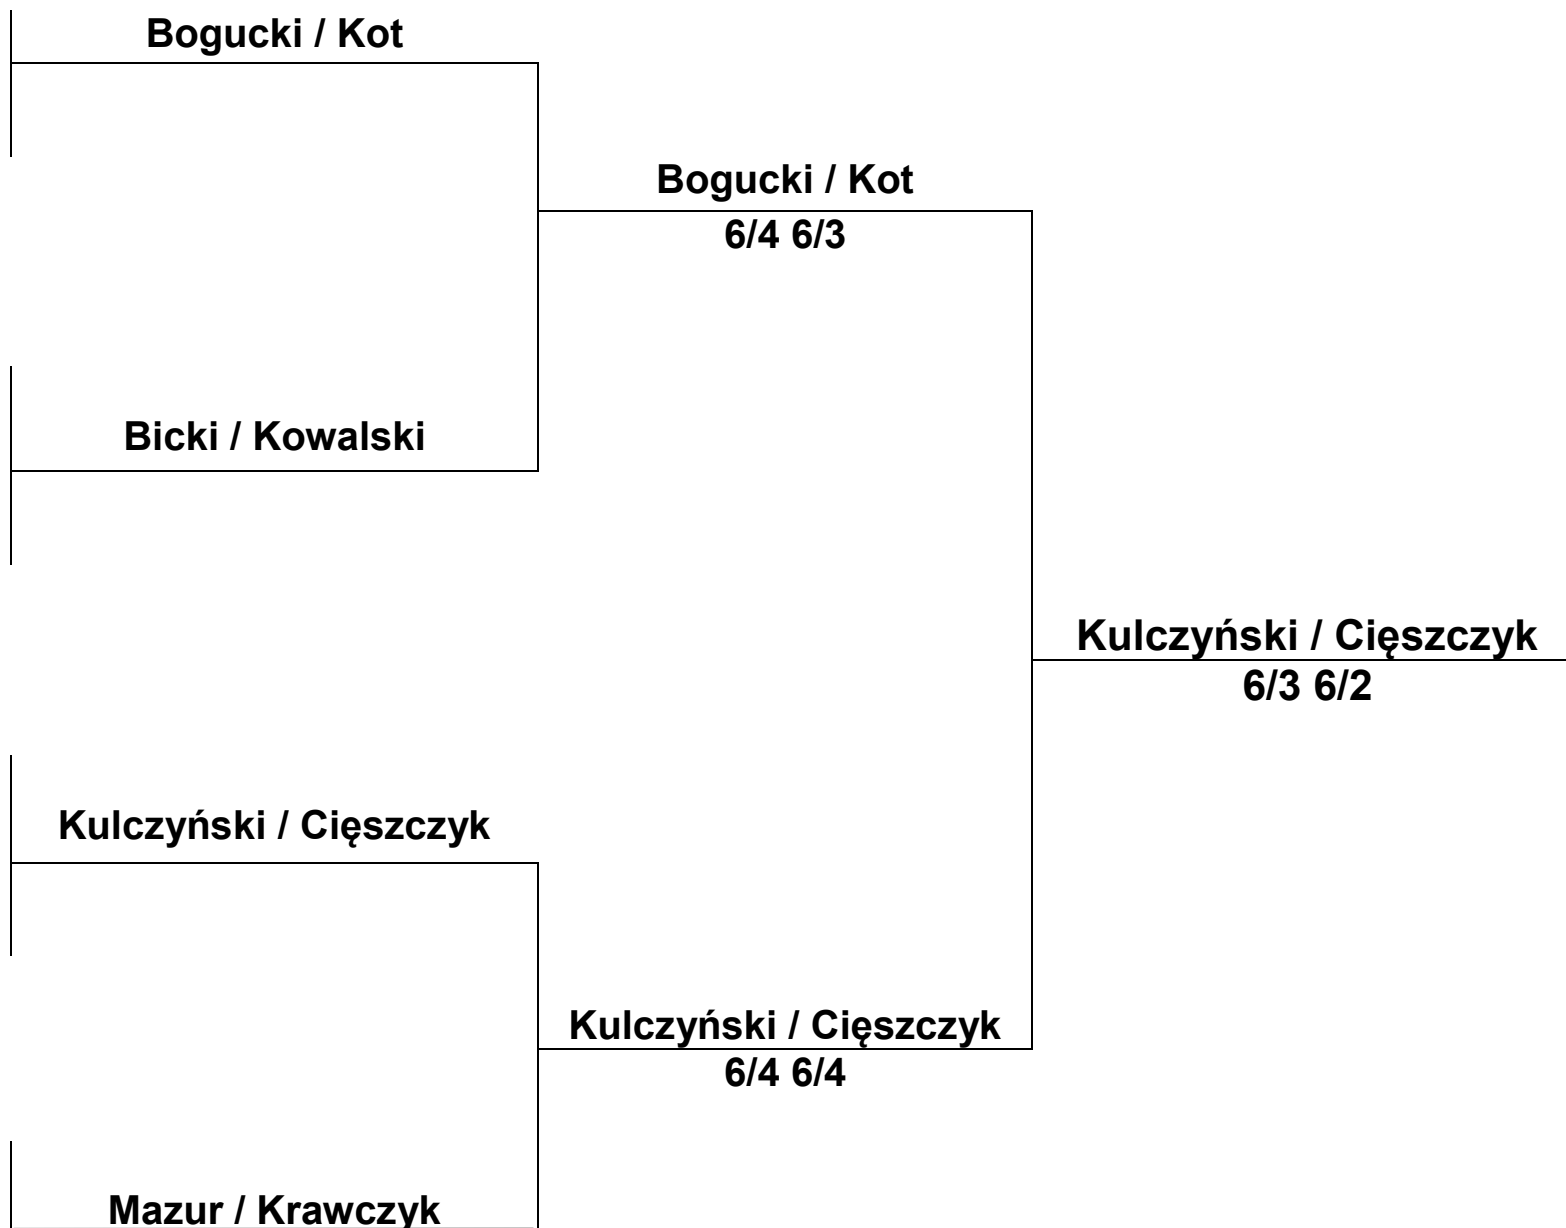 Bogucki / Kot
Bogucki / Kot
6/4 6/3
Bicki / Kowalski
Kulczyński / Cięszczyk
6/3 6/2
Kulczyński / Cięszczyk
Kulczyński / Cięszczyk
6/4 6/4
Mazur / Krawczyk